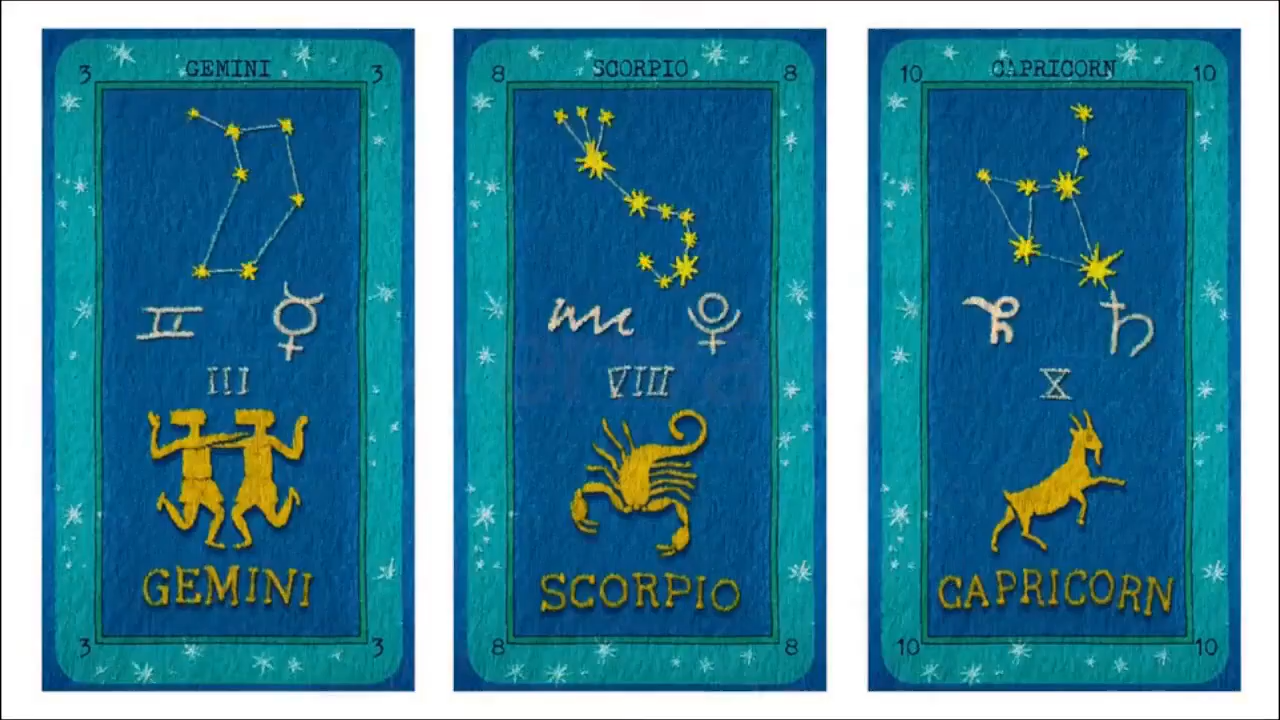 3 GEMINI 3
III
GEMINI
3 3
8 SCORPIO 8
VIII
SCORPIO
8 8
10 CAPRICORN 10
X
CAPRICORN
10 10